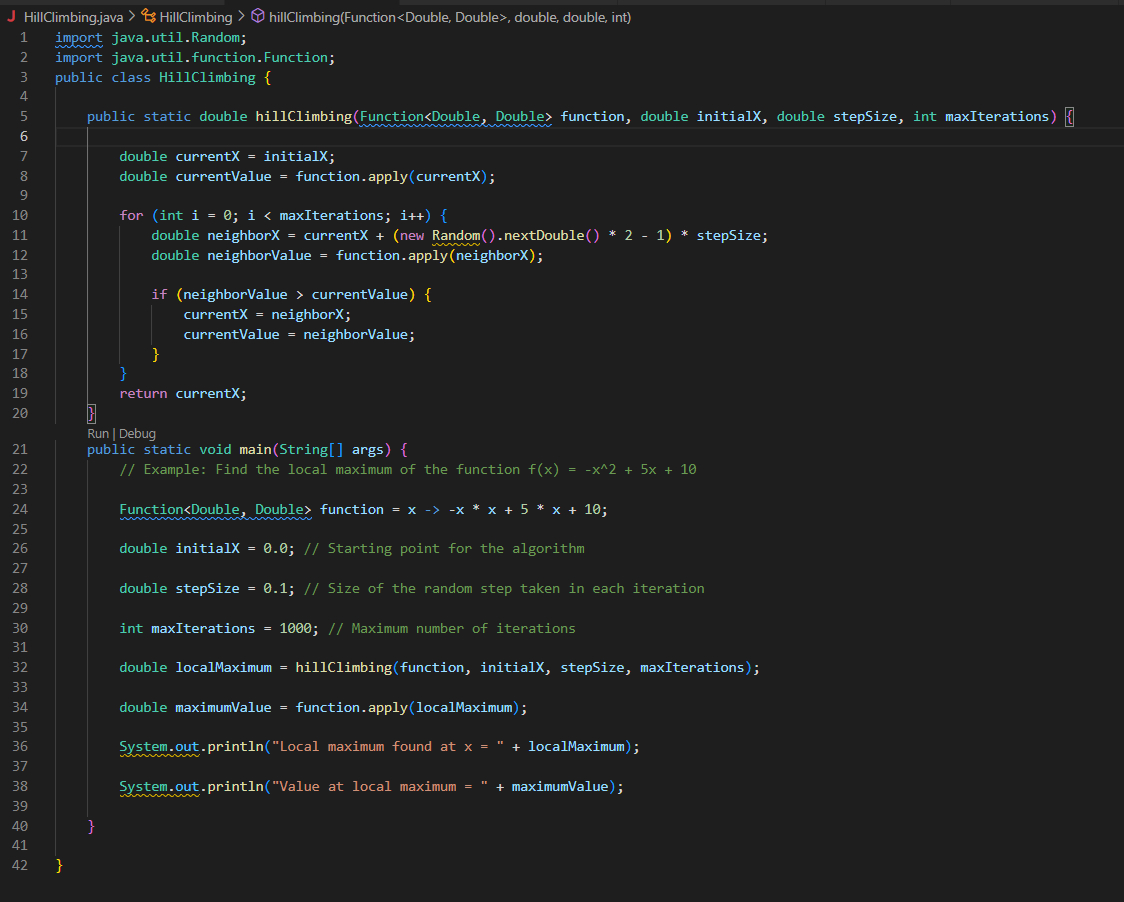 J HillClimbing.java > HillClimbing > hillClimbing(Function<Double, Double>, double, double, int)
1 import java.util.Random;
2 import java.util.function.Function;
3 public class HillClimbing {
4
5     public static double hillClimbing(Function<Double, Double> function, double initialX, double stepSize, int maxIterations) {
6
7         double currentX = initialX;
8         double currentValue = function.apply(currentX);
9
10         for (int i = 0; i < maxIterations; i++) {
11             double neighborX = currentX + (new Random().nextDouble() * 2 - 1) * stepSize;
12             double neighborValue = function.apply(neighborX);
13
14             if (neighborValue > currentValue) {
15                 currentX = neighborX;
16                 currentValue = neighborValue;
17             }
18         }
19         return currentX;
20     }
Run | Debug
21     public static void main(String[] args) {
22         // Example: Find the local maximum of the function f(x) = -x^2 + 5x + 10
23
24         Function<Double, Double> function = x -> -x * x + 5 * x + 10;
25
26         double initialX = 0.0; // Starting point for the algorithm
27
28         double stepSize = 0.1; // Size of the random step taken in each iteration
29
30         int maxIterations = 1000; // Maximum number of iterations
31
32         double localMaximum = hillClimbing(function, initialX, stepSize, maxIterations);
33
34         double maximumValue = function.apply(localMaximum);
35
36         System.out.println("Local maximum found at x = " + localMaximum);
37
38         System.out.println("Value at local maximum = " + maximumValue);
39
40     }
41
42 }